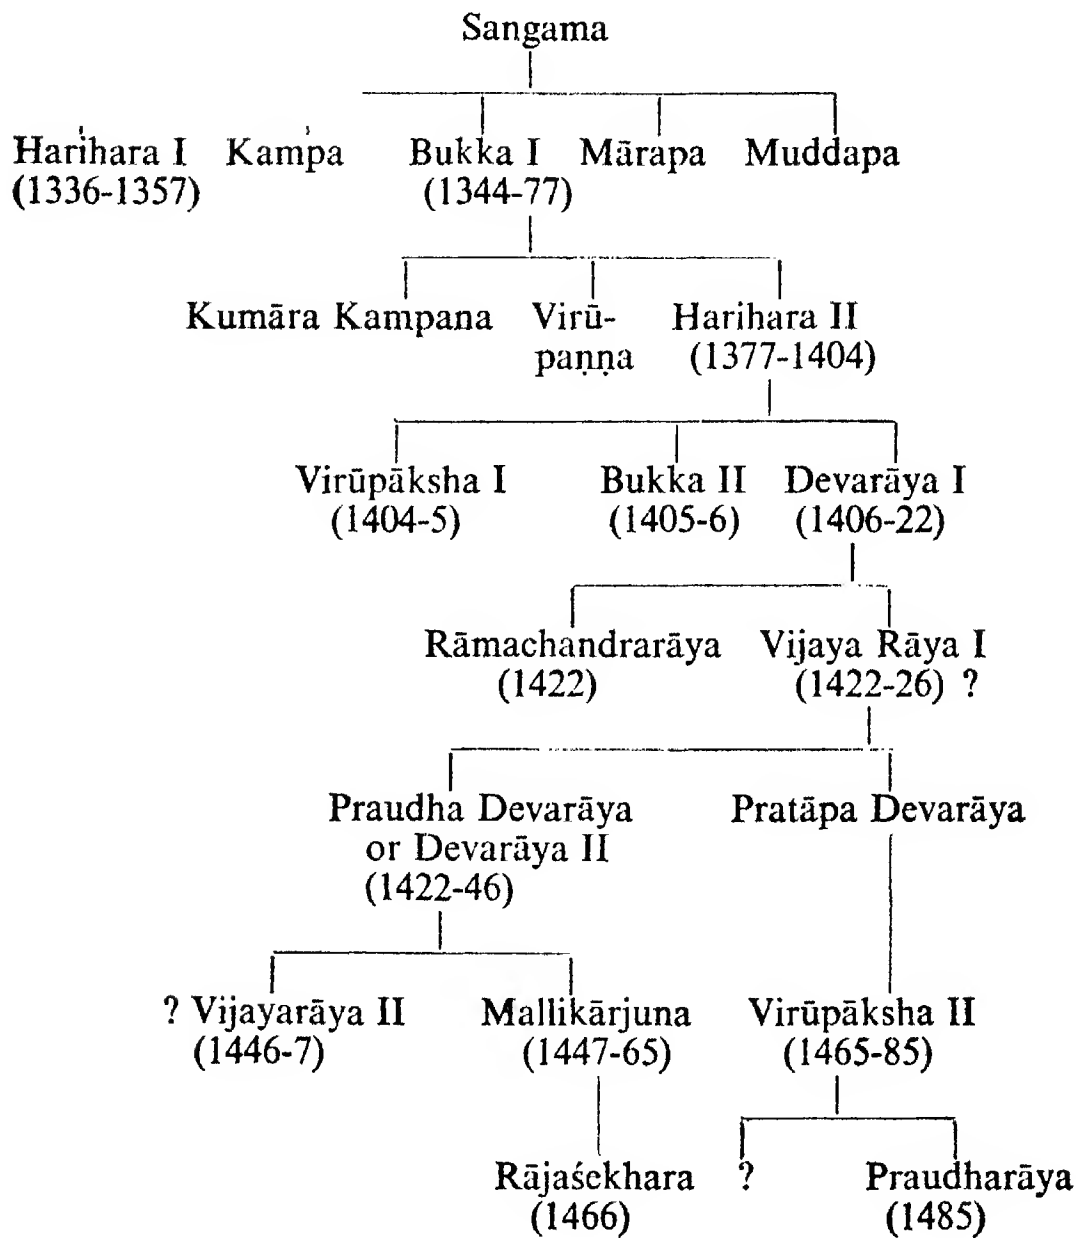 Sangama
Harihara I Kampa Bukka I Mārapa Muddapa
(1336-1357) (1344-77)
Kumāra Kampana Virū- Harihara II
paṇṇa (1377-1404)
Virūpāksha I Bukka II Devarāya I
(1404-5) (1405-6) (1406-22)
Rāmachandrarāya Vijaya Rāya I
(1422) (1422-26) ?
Praudha Devarāya Pratāpa Devarāya
or Devarāya II
(1422-46)
? Vijayarāya II Mallikārjuna Virūpāksha II
(1446-7) (1447-65) (1465-85)
Rājaśekhara ? Praudharāya
(1466) (1485)